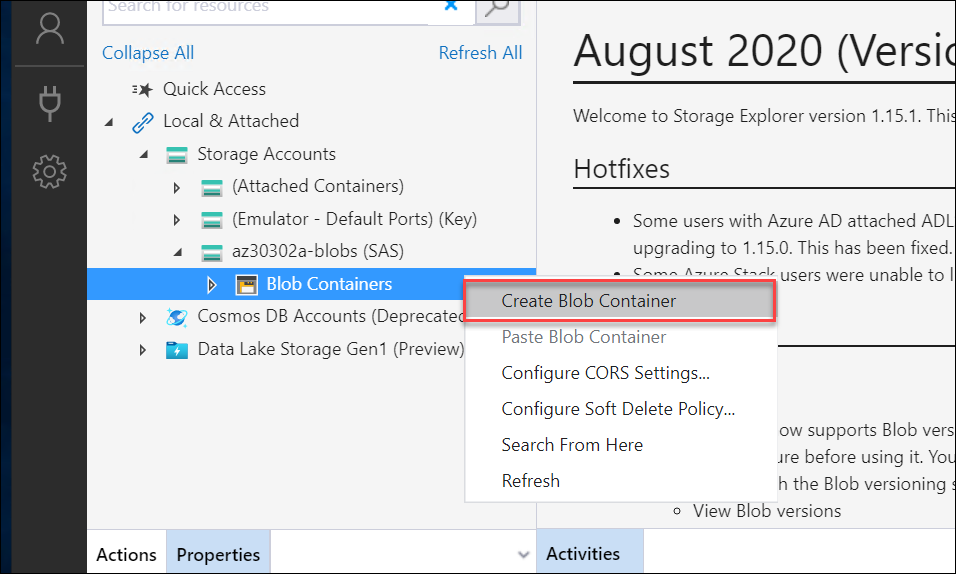 Search for resources
Collapse All
Refresh All
Quick Access
Local & Attached
Storage Accounts
(Attached Containers)
(Emulator - Default Ports) (Key)
az30302a-blobs (SAS)
Blob Containers
Cosmos DB Accounts (Deprecated
Data Lake Storage Gen1 (Preview)
Create Blob Container
Paste Blob Container
Configure CORS Settings...
Configure Soft Delete Policy...
Search From Here
Refresh
Actions
Properties
August 2020 (Versio
Welcome to Storage Explorer version 1.15.1. This
Hotfixes
Some users with Azure AD attached ADL
upgrading to 1.15.0. This has been fixed.
Some Azure Stack users were unable to l
ow supports Blob vers
ure before using it. You
h the Blob versioning s
View Blob versions
Activities